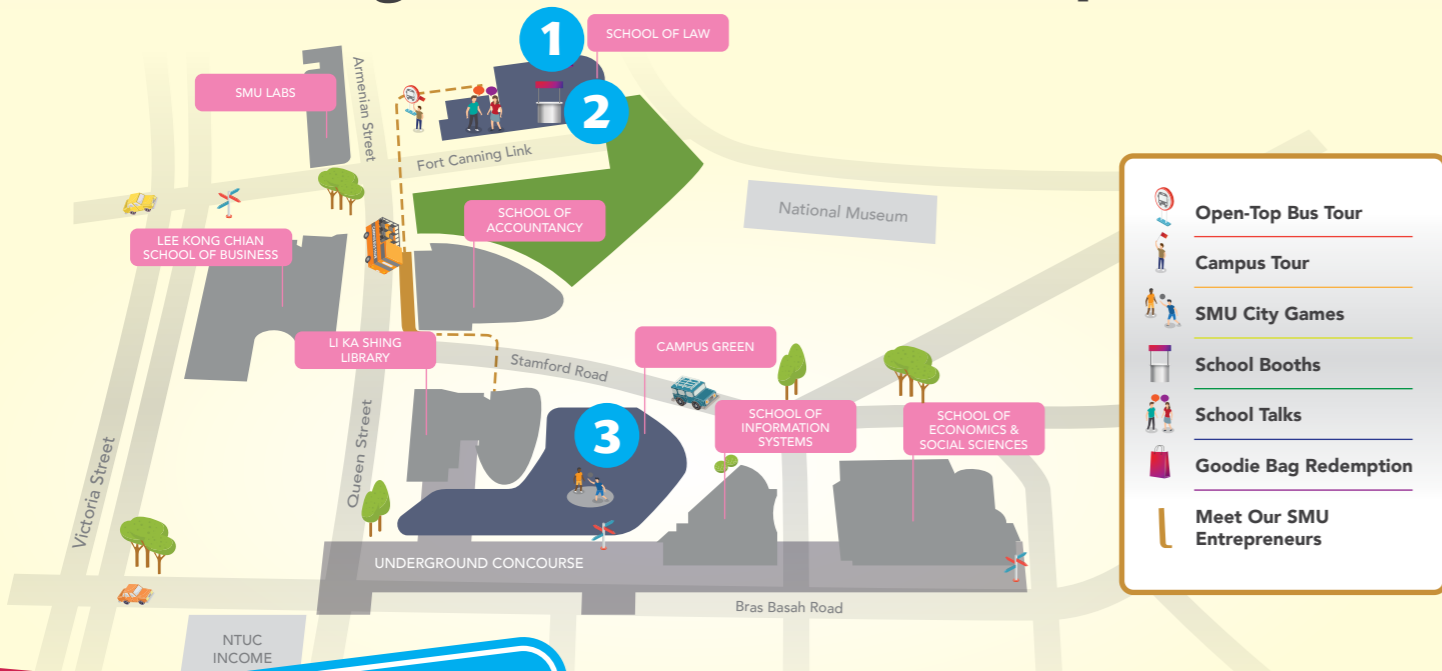 1
SCHOOL OF LAW
SMU LABS
Armenian Street
2
Fort Canning Link
SCHOOL OF
ACCOUNTANCY
National Museum
LEE KONG CHIAN
SCHOOL OF BUSINESS
LI KA SHING
LIBRARY
CAMPUS GREEN
Stamford Road
3
SCHOOL OF
INFORMATION
SYSTEMS
SCHOOL OF
ECONOMICS &
SOCIAL SCIENCES
Queen Street
Victoria Street
UNDERGROUND CONCOURSE
Bras Basah Road
NTUC
INCOME
Open-Top Bus Tour
Campus Tour
SMU City Games
School Booths
School Talks
Goodie Bag Redemption
Meet Our SMU
Entrepreneurs